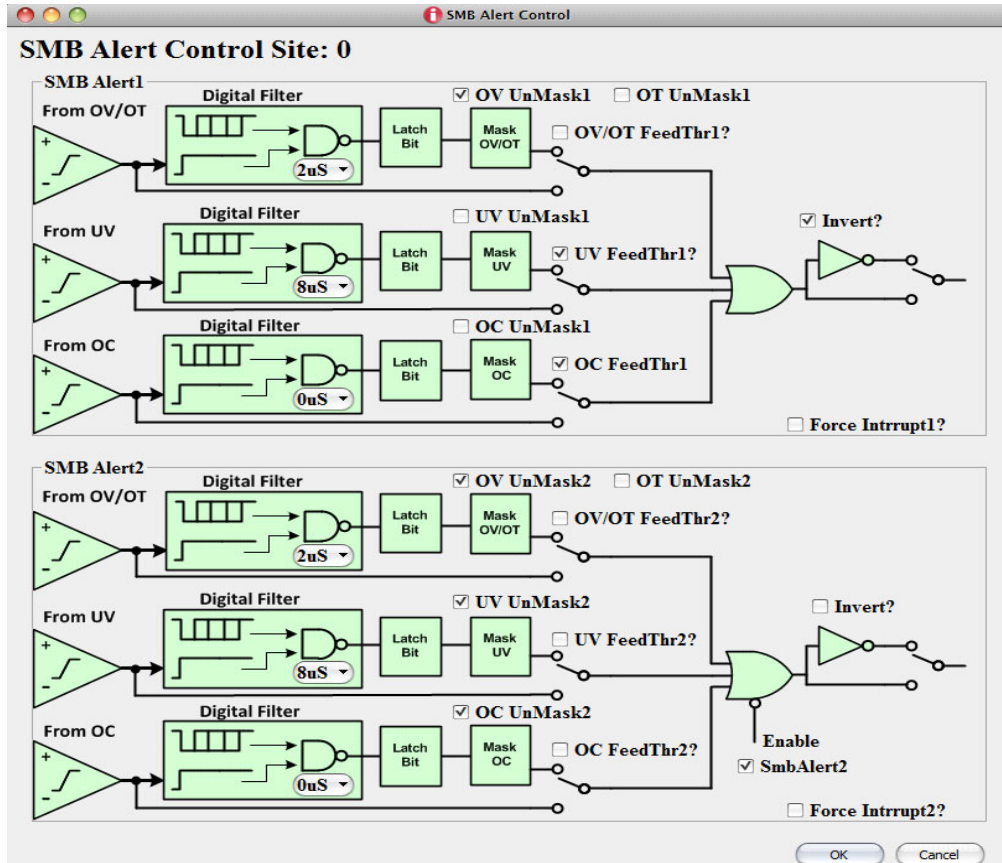 SMB Alert Control
SMB Alert Control Site: 0
SMB Alert1
From OV/OT
Digital Filter
2uS
Latch Bit
Mask OV/OT
OV UnMask1
OT UnMask1
OV/OT FeedThr1?
From UV
Digital Filter
8uS
Latch Bit
Mask UV
UV UnMask1
UV FeedThr1?
Invert?
From OC
Digital Filter
0uS
Latch Bit
Mask OC
OC UnMask1
OC FeedThr1
Force Intrrupt1?
SMB Alert2
From OV/OT
Digital Filter
2uS
Latch Bit
Mask OV/OT
OV UnMask2
OT UnMask2
OV/OT FeedThr2?
From UV
Digital Filter
8uS
Latch Bit
Mask UV
UV UnMask2
UV FeedThr2?
Invert?
From OC
Digital Filter
0uS
Latch Bit
Mask OC
OC UnMask2
OC FeedThr2?
Enable
SmbAlert2
Force Intrrupt2?
OK
Cancel